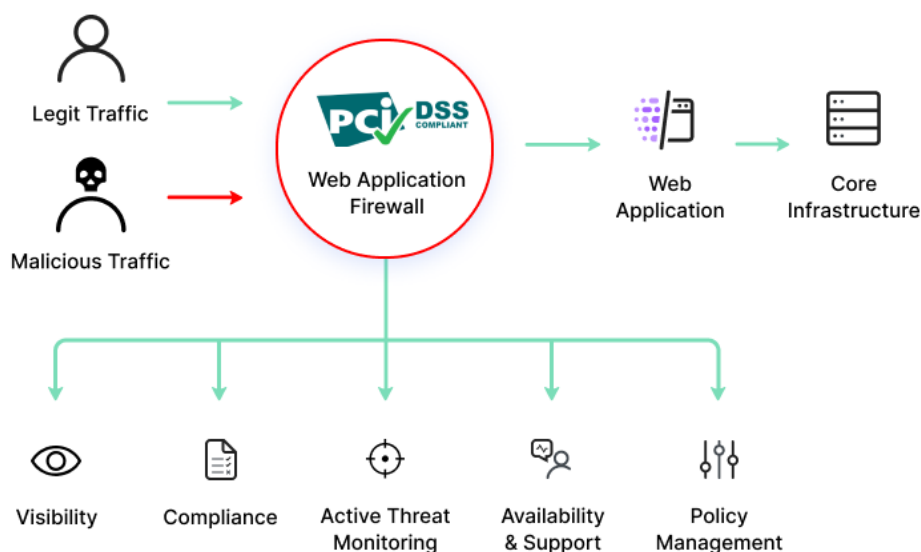 Legit Traffic
Malicious Traffic
PCi DSS
COMPLIANT
Web Application
Firewall
Web
Application
Core
Infrastructure
Visibility
Compliance
Active Threat
Monitoring
Availability
& Support
Policy
Management